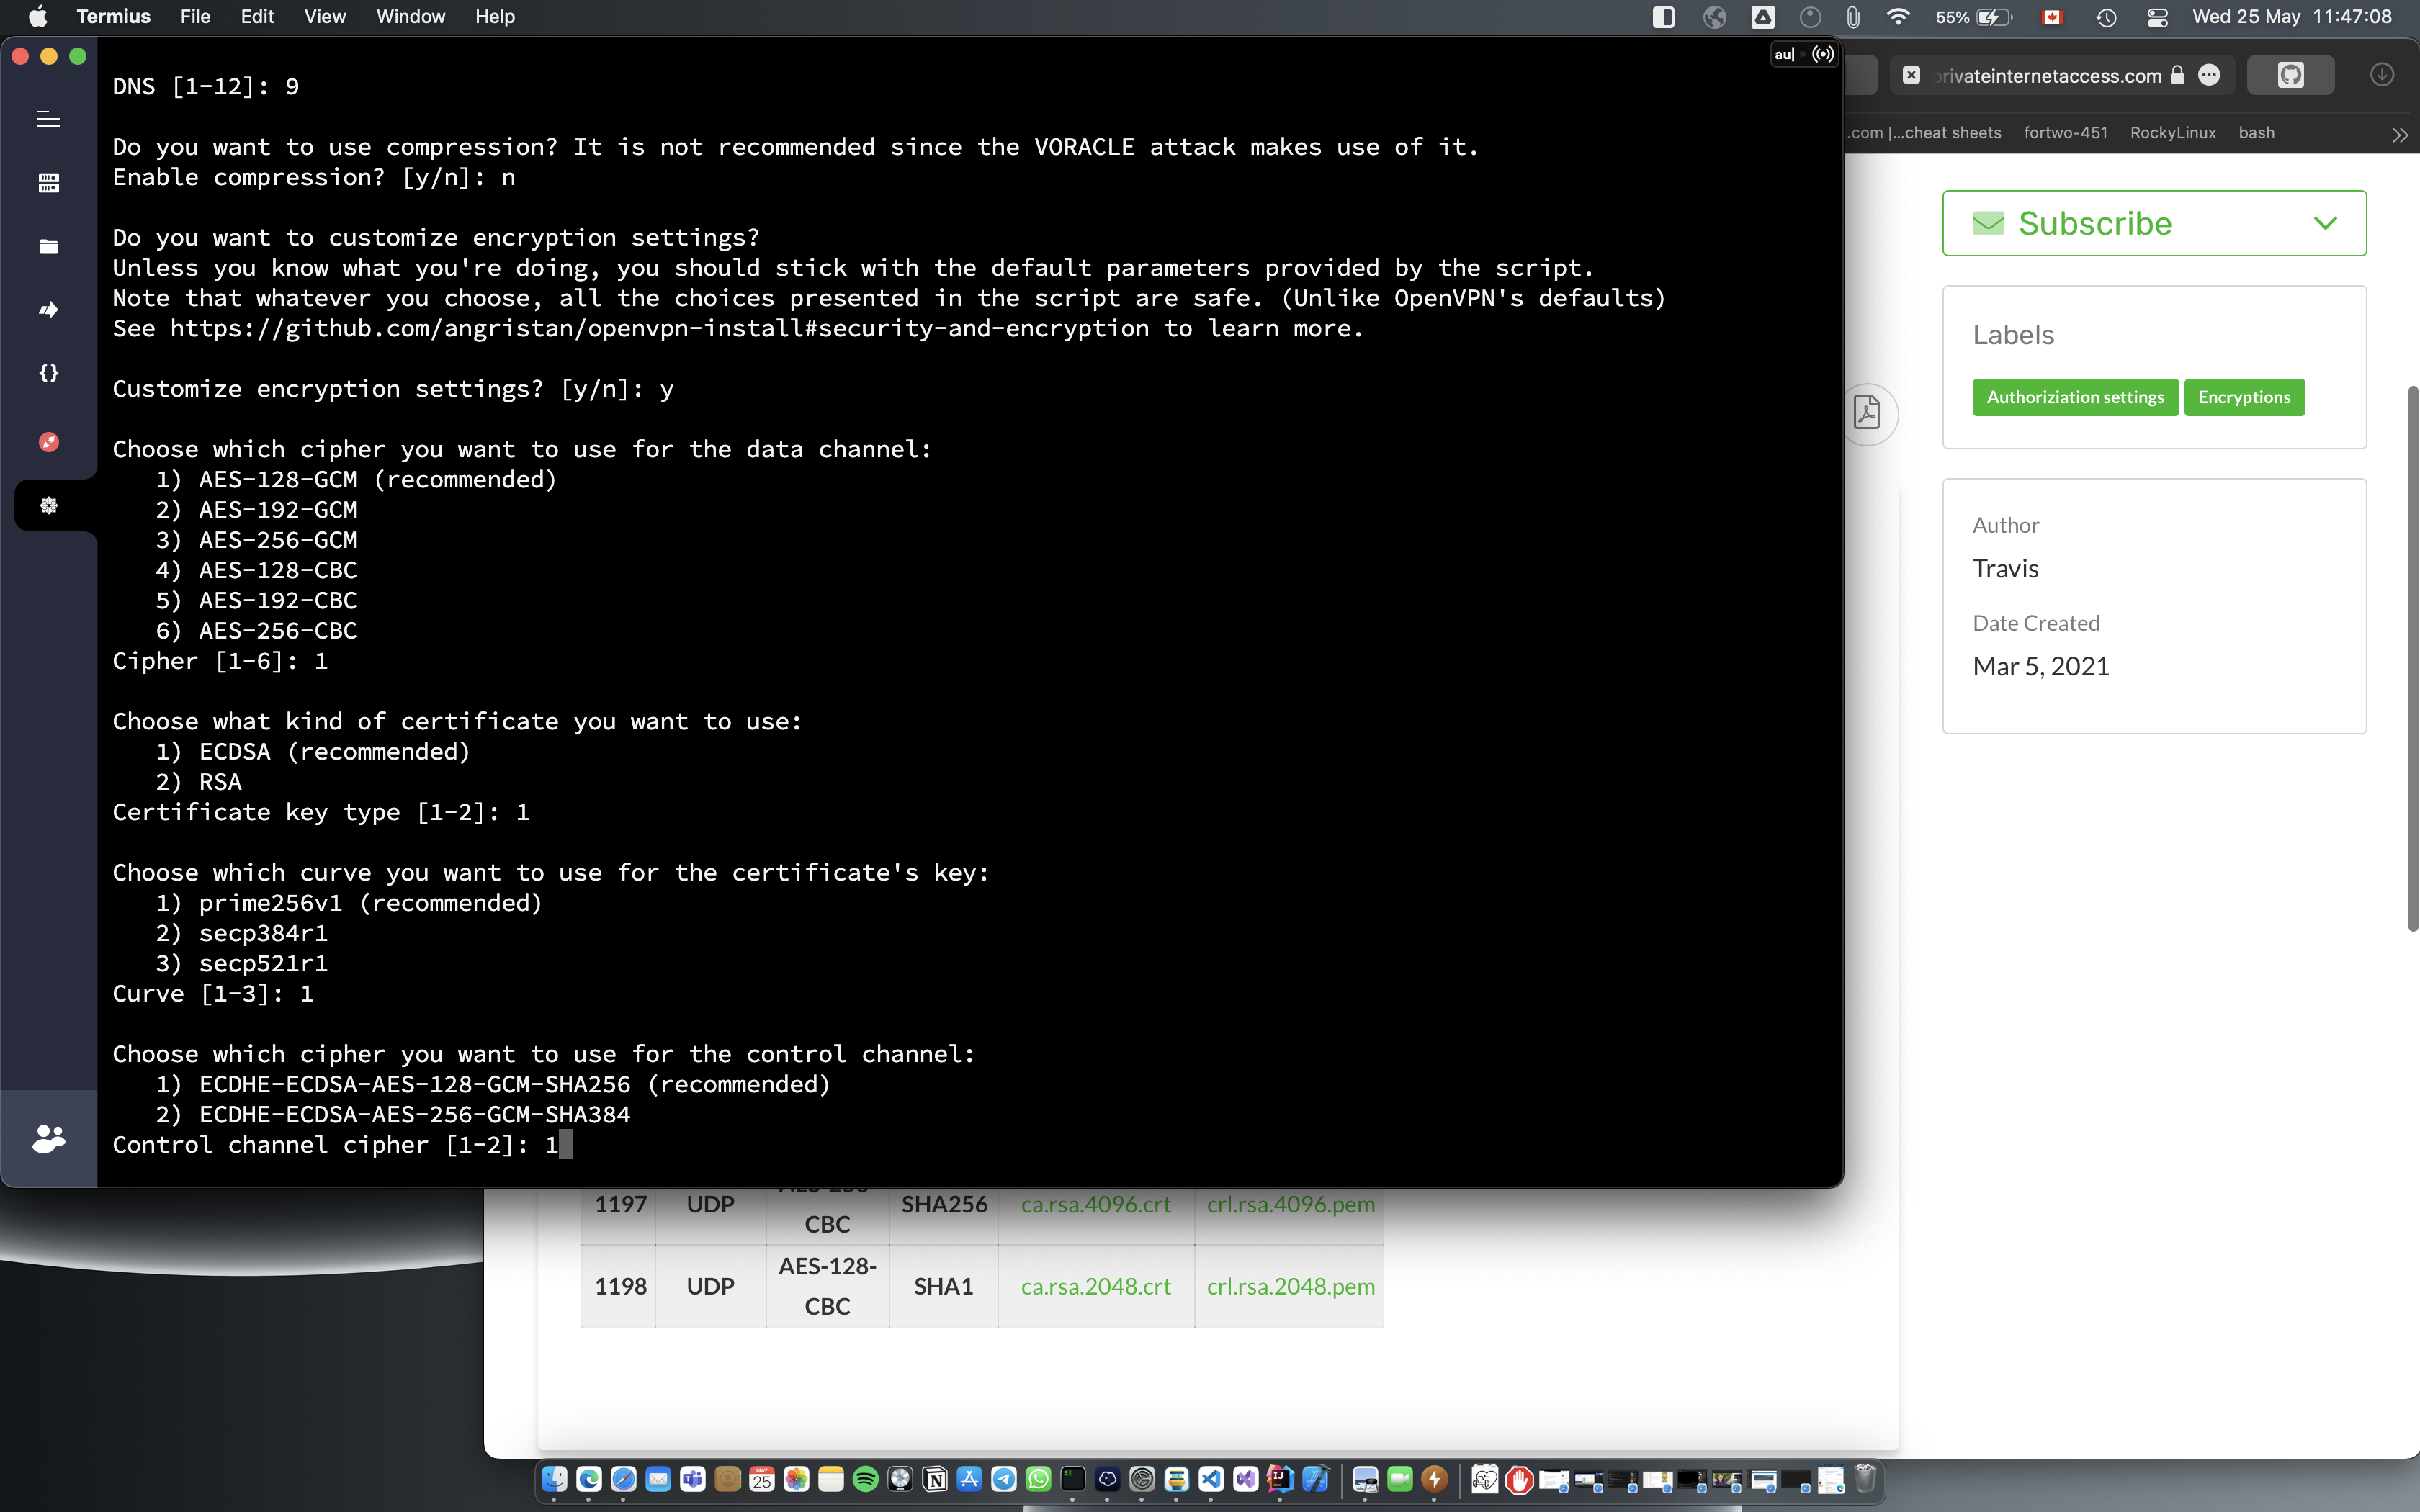 Termius File Edit View Window Help
55%
Wed 25 May 11:47:08
au|
DNS [1-12]: 9
Do you want to use compression? It is not recommended since the VORACLE attack makes use of it.
Enable compression? [y/n]: n
Do you want to customize encryption settings?
Unless you know what you're doing, you should stick with the default parameters provided by the script.
Note that whatever you choose, all the choices presented in the script are safe. (Unlike OpenVPN's defaults)
See https://github.com/angristan/openvpn-install#security-and-encryption to learn more.
Customize encryption settings? [y/n]: y
Choose which cipher you want to use for the data channel:
1) AES-128-GCM (recommended)
2) AES-192-GCM
3) AES-256-GCM
4) AES-128-CBC
5) AES-192-CBC
6) AES-256-CBC
Cipher [1-6]: 1
Choose what kind of certificate you want to use:
1) ECDSA (recommended)
2) RSA
Certificate key type [1-2]: 1
Choose which curve you want to use for the certificate's key:
1) prime256v1 (recommended)
2) secp384r1
3) secp521r1
Curve [1-3]: 1
Choose which cipher you want to use for the control channel:
1) ECDHE-ECDSA-AES-128-GCM-SHA256 (recommended)
2) ECDHE-ECDSA-AES-256-GCM-SHA384
Control channel cipher [1-2]: 1
rivateinternetaccess.com
l.com |...cheat sheets fortwo-451 RockyLinux bash
Subscribe
Labels
Authoriziation settings Encryptions
Author
Travis
Date Created
Mar 5, 2021
1197 UDP CBC SHA256 ca.rsa.4096.crt crl.rsa.4096.pem
1198 UDP AES-128-CBC SHA1 ca.rsa.2048.crt crl.rsa.2048.pem
MAY
25